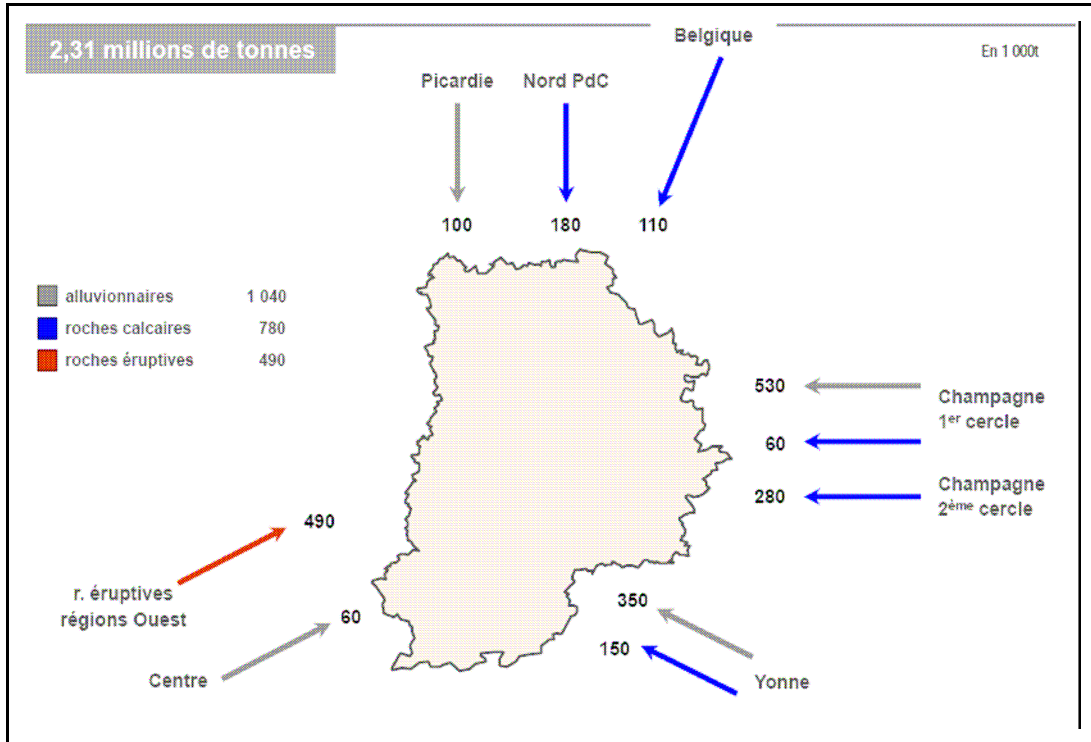 2,31 millions de tonnes
Belgique
En 1 000t
Picardie
Nord PdC
100
180
110
alluvionnaires 1 040
roches calcaires 780
roches éruptives 490
530
Champagne
1er cercle
60
280
Champagne
2ème cercle
490
r. éruptives
régions Ouest
60
Centre
350
150
Yonne